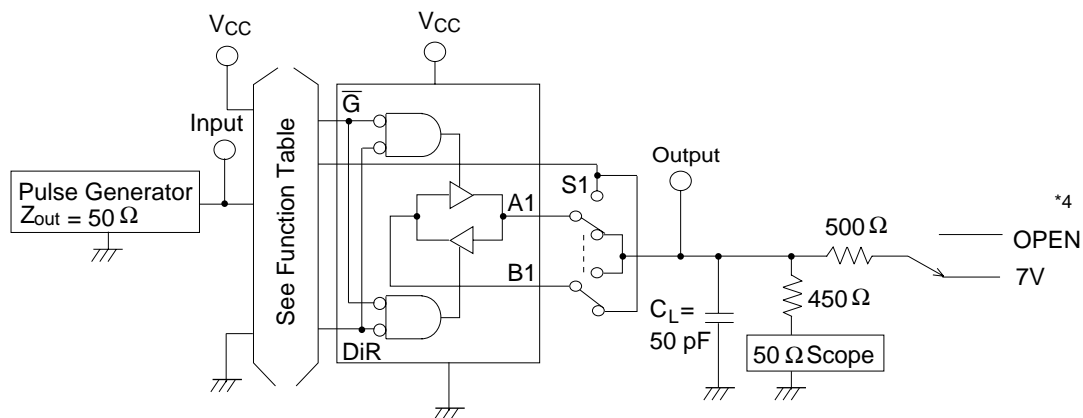 VCC
VCC
G
Input
See Function Table
Output
S1
Pulse Generator
Zout = 50 Ω
A1
*4
500 Ω
OPEN
7V
B1
450 Ω
CL=
50 pF
50 Ω Scope
DiR